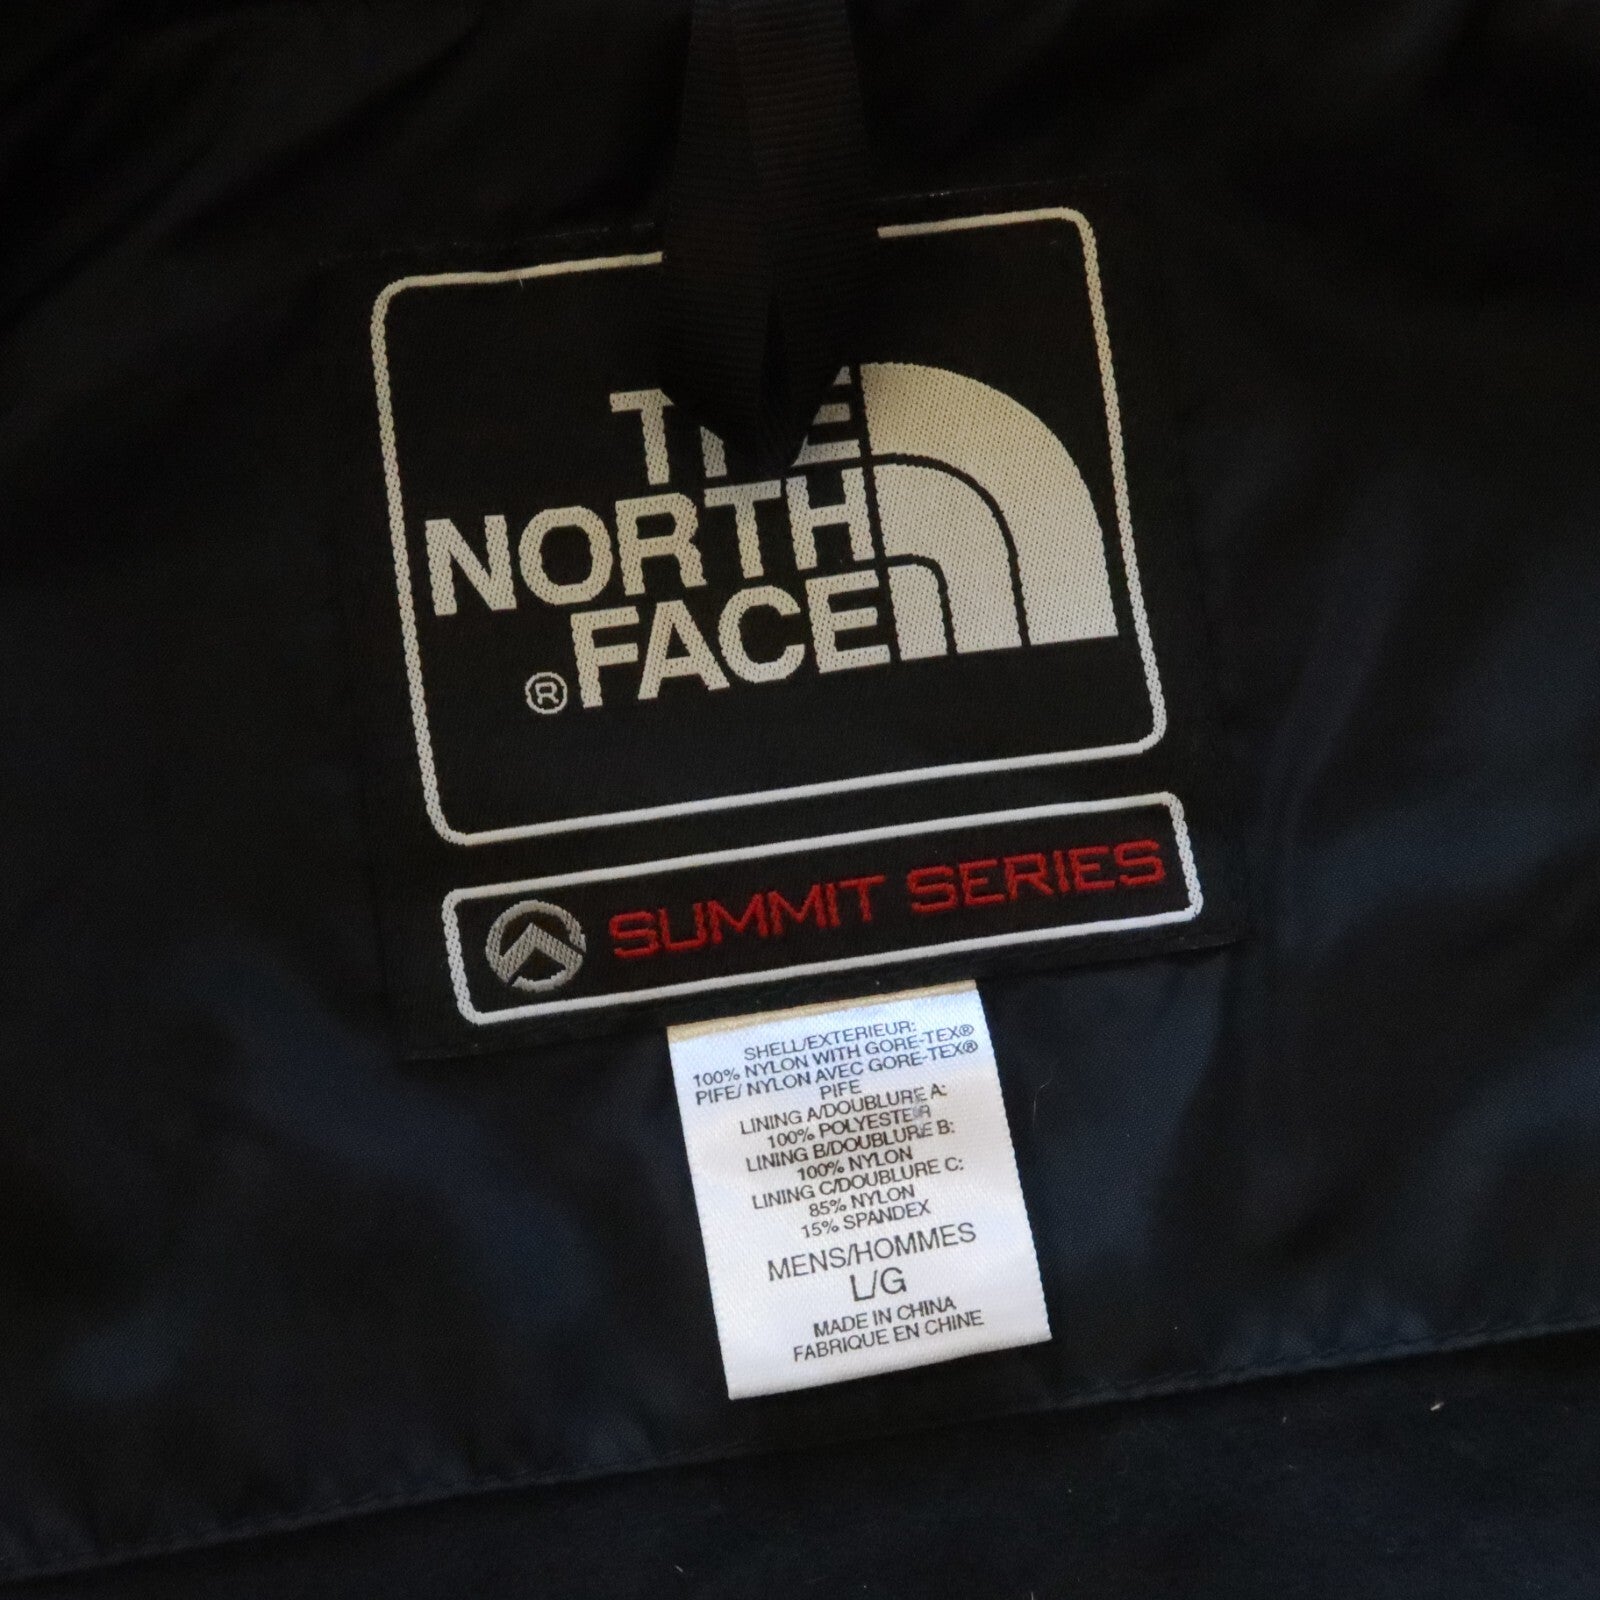 THE
NORTH
FACE
®
SUMMIT SERIES
SHELL/EXTERIEUR:
100% NYLON WITH GORE-TEX®
PIFE/ NYLON AVEC GORE-TEX®
PIFE
LINING A/DOUBLURE A:
100% POLYESTEIR
LINING B/DOUBLURE B:
100% NYLON
LINING C/DOUBLURE C:
85% NYLON
15% SPANDEX
MENS/HOMMES
L/G
MADE IN CHINA
FABRIQUE EN CHINE